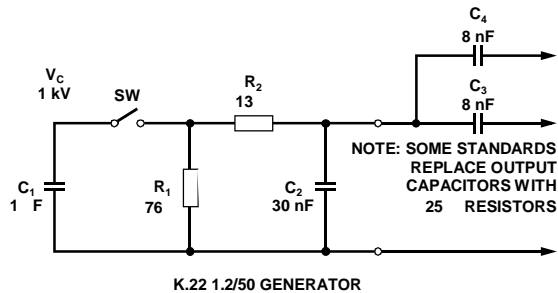 C4
8 nF
VC
1 kV
SW
R2
13
C3
8 nF
NOTE: SOME STANDARDS
REPLACE OUTPUT
CAPACITORS WITH
25 RESISTORS
C1
1 F
R1
76
C2
30 nF
K.22 1.2/50 GENERATOR